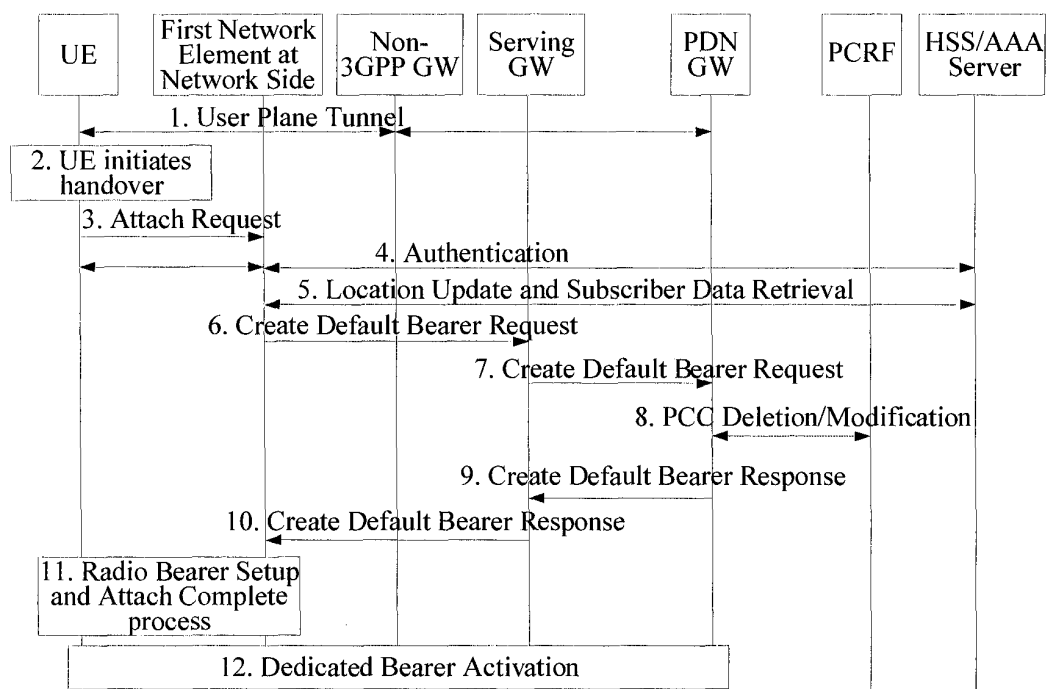 UE
First Network
Element at
Network Side
Non-
3GPP GW
Serving
GW
PDN
GW
PCRF
HSS/AAA
Server
1. User Plane Tunnel
2. UE initiates
handover
3. Attach Request
4. Authentication
5. Location Update and Subscriber Data Retrieval
6. Create Default Bearer Request
7. Create Default Bearer Request
8. PCC Deletion/Modification
9. Create Default Bearer Response
10. Create Default Bearer Response
11. Radio Bearer Setup
and Attach Complete
process
12. Dedicated Bearer Activation